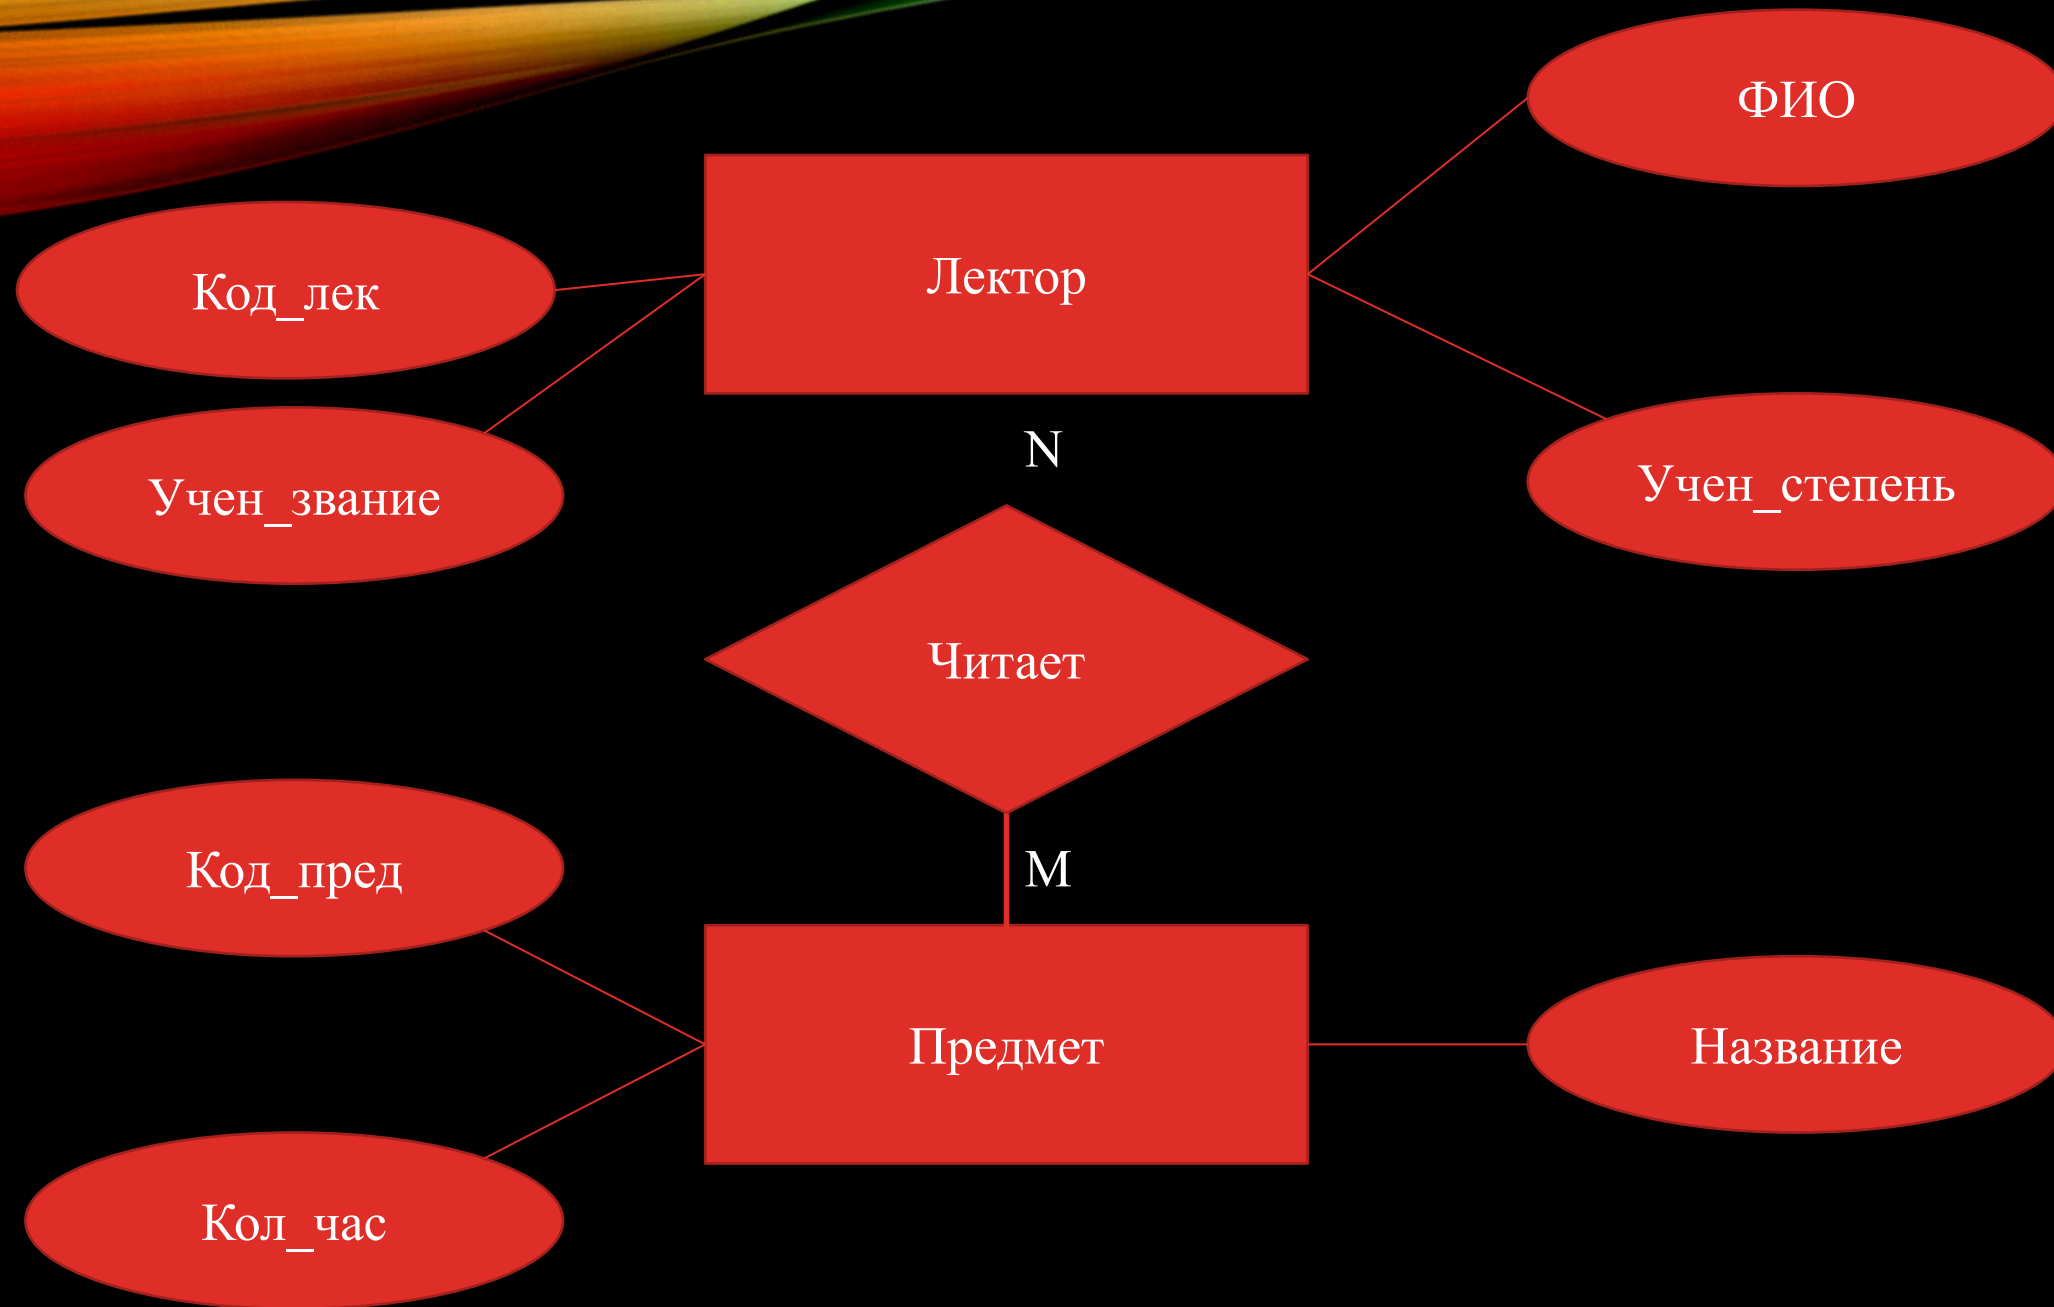 ФИО
Лектор
Код_лек
Учен_звание
N
Учен_степень
Читает
Код_пред
M
Предмет
Название
Кол_час